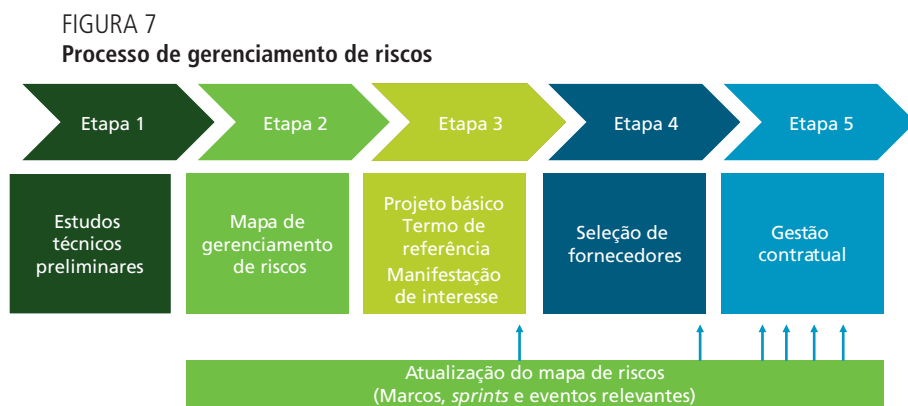 FIGURA 7
Processo de gerenciamento de riscos
Etapa 1
Etapa 2
Etapa 3
Etapa 4
Etapa 5
Estudos
técnicos
preliminares
Mapa de
gerenciamento
de riscos
Projeto básico
Termo de
referência
Manifestação
de interesse
Seleção de
fornecedores
Gestão
contratual
Atualização do mapa de riscos
(Marcos, sprints e eventos relevantes)